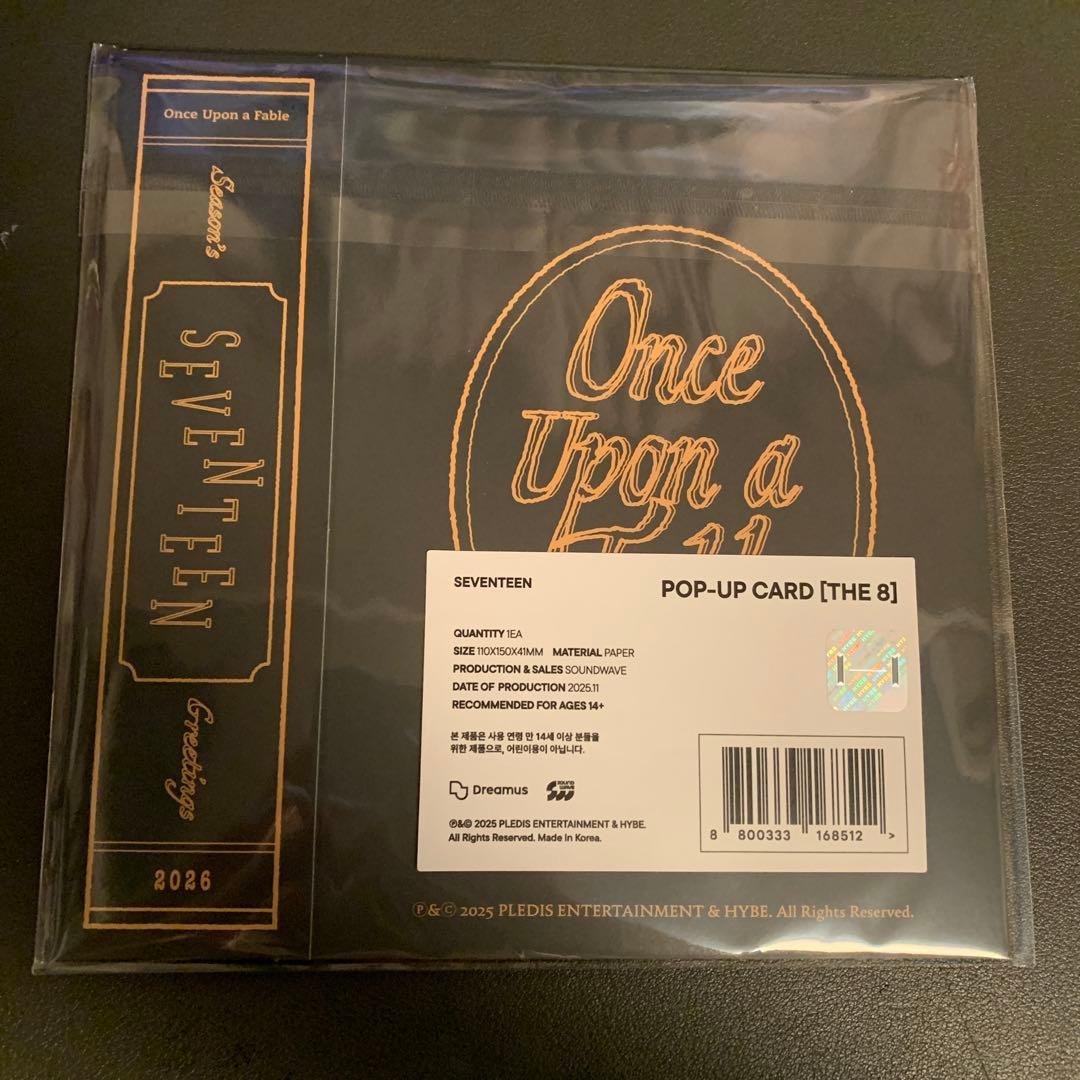 Once Upon a Fable
Season's
SEVENTEEN
Greetings
2026
Once
Upon a
SEVENTEEN
POP-UP CARD [THE 8]
QUANTITY 1EA
SIZE 110X150X41MM MATERIAL PAPER
PRODUCTION & SALES SOUNDWAVE
DATE OF PRODUCTION 2025.11
RECOMMENDED FOR AGES 14+
본 제품은 사용 연령 만 14세 이상 분들을
위한 제품으로, 어린이용이 아닙니다.
Dreamus
SOUND WAVE
℗&© 2025 PLEDIS ENTERTAINMENT & HYBE.
All Rights Reserved. Made in Korea.
8 800333 168512 >
℗&© 2025 PLEDIS ENTERTAINMENT & HYBE. All Rights Reserved.